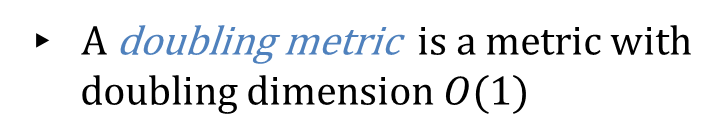 ▸ A doubling metric is a metric with
doubling dimension O(1)